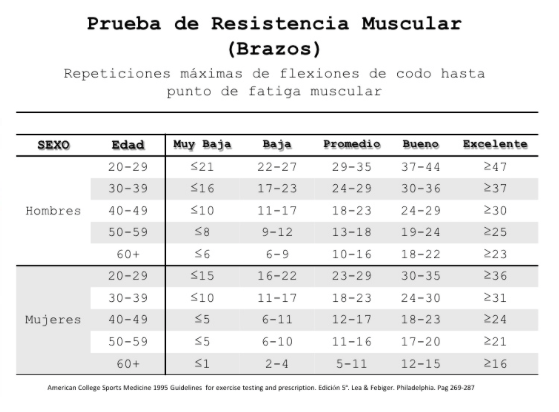 Prueba de Resistencia Muscular
(Brazos)
Repeticiones máximas de flexiones de codo hasta
punto de fatiga muscular
SEXO Edad Muy Baja Baja Promedio Bueno Excelente
20-29 ≤21 22-27 29-35 37-44 ≥47
30-39 ≤16 17-23 24-29 30-36 ≥37
Hombres 40-49 ≤10 11-17 18-23 24-29 ≥30
50-59 ≤8 9-12 13-18 19-24 ≥25
60+ ≤6 6-9 10-16 18-22 ≥23
20-29 ≤15 16-22 23-29 30-35 ≥36
30-39 ≤10 11-17 18-23 24-30 ≥31
Mujeres 40-49 ≤5 6-11 12-17 18-23 ≥24
50-59 ≤5 6-10 11-16 17-20 ≥21
60+ ≤1 2-4 5-11 12-15 ≥16
American College Sports Medicine 1995 Guidelines for exercise testing and prescription. Edición 5°. Lea & Febiger. Philadelphia. Pag 269-287